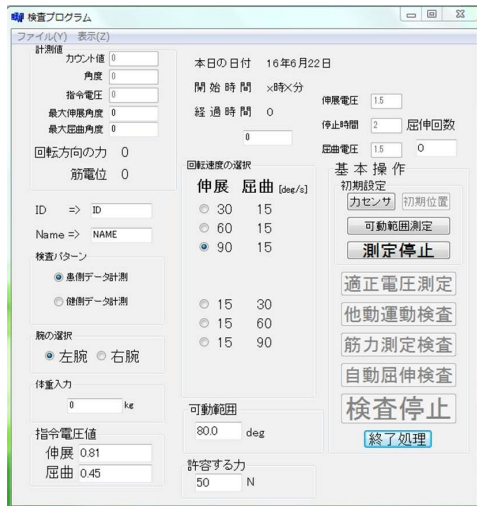 検査プログラム
ファイル(Y) 表示(Z)
計測値
カウント値 0
角度 0
指令電圧 0
最大伸展角度 0
最大屈曲角度 0
回転方向の力 0
筋電位 0
ID => ID
Name => NAME
検査パターン
患側データ計測
健側データ計測
腕の選択
左腕 右腕
体重入力
0 kg
指令電圧値
伸展 0.81
屈曲 0.45
本日の日付 16年6月22日
開始時間 ×時×分
経過時間 0
0
回転速度の選択
伸展 屈曲 [deg/s]
30 15
60 15
90 15
15 30
15 60
15 90
可動範囲
80.0 deg
許容する力
50 N
伸展電圧 1.5
停止時間 2 屈伸回数
屈曲電圧 1.5 0
基本操作
初期設定
力センサ 初期位置
可動範囲測定
測定停止
適正電圧測定
他動運動検査
筋力測定検査
自動屈伸検査
検査停止
終了処理